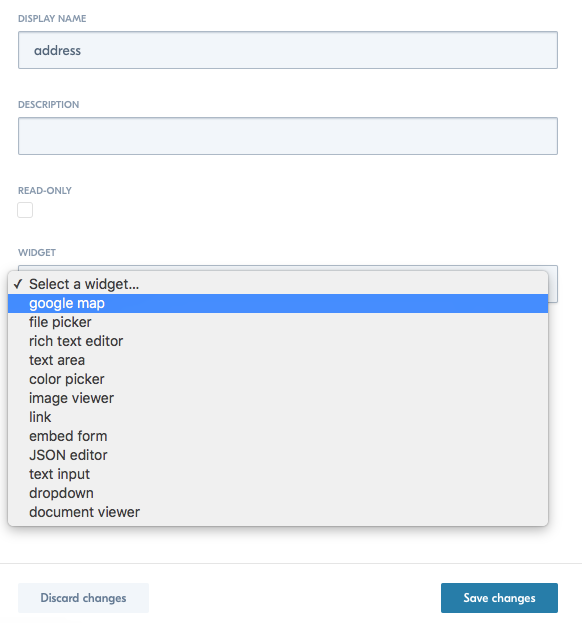 DISPLAY NAME
address
DESCRIPTION
READ-ONLY
WIDGET
✓ Select a widget...
google map
file picker
rich text editor
text area
color picker
image viewer
link
embed form
JSON editor
text input
dropdown
document viewer
Discard changes
Save changes